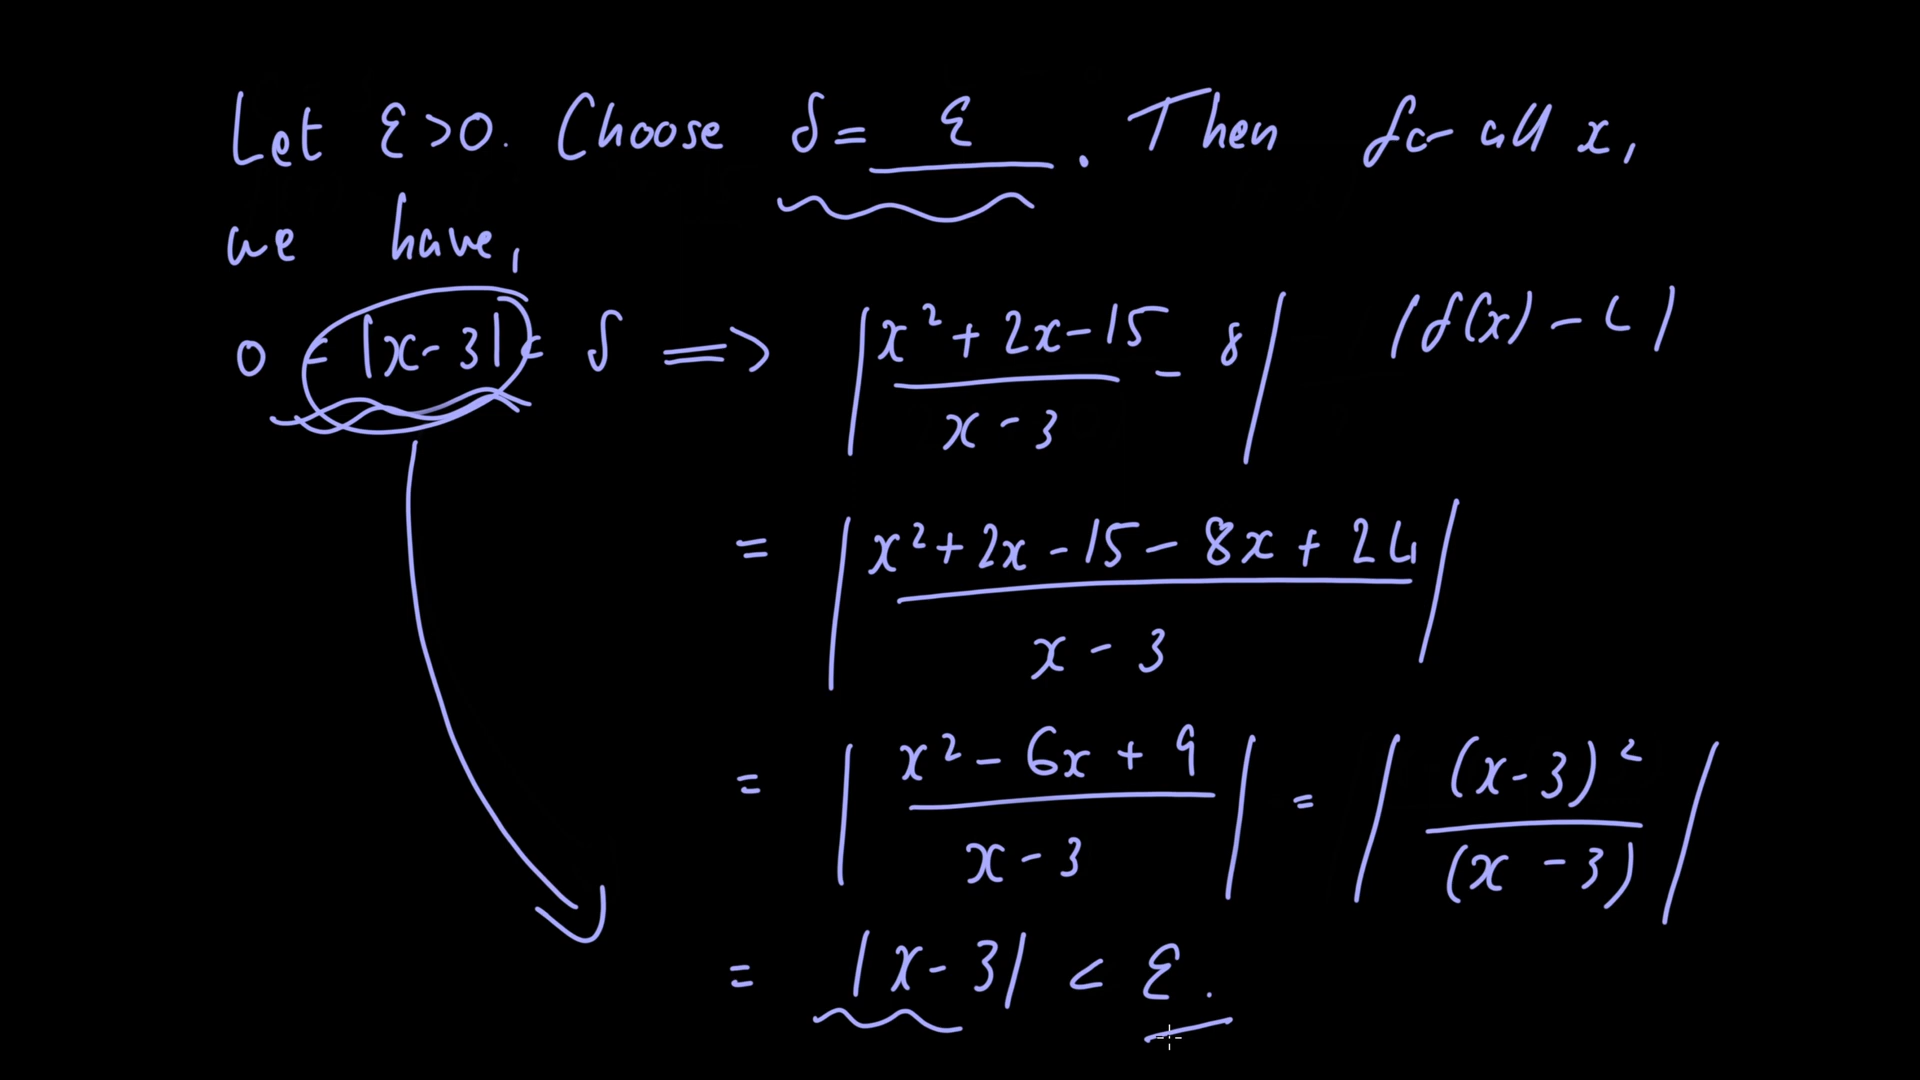 Let ε>0. Choose δ= ε. Then for all x,
we have,
0 < |x-3| < δ ⟹ |(x²+2x-15)/(x-3) - 8| |f(x)-L|
= |(x²+2x-15-8x+24)/(x-3)|
= |(x²-6x+9)/(x-3)| = |(x-3)²/(x-3)|
= |x-3| < ε.